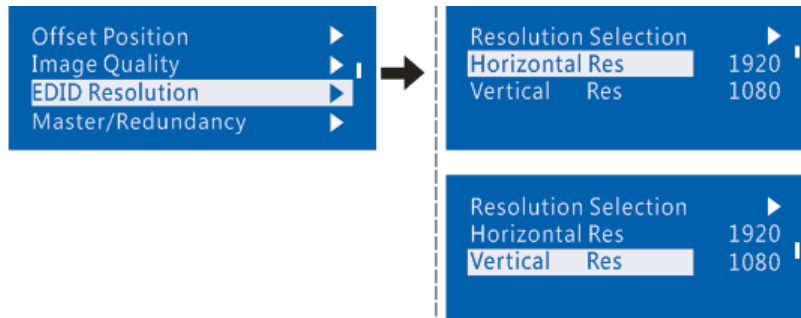 Offset Position
Image Quality
EDID Resolution
Master/Redundancy
Resolution Selection
Horizontal Res 1920
Vertical Res 1080
Resolution Selection
Horizontal Res 1920
Vertical Res 1080